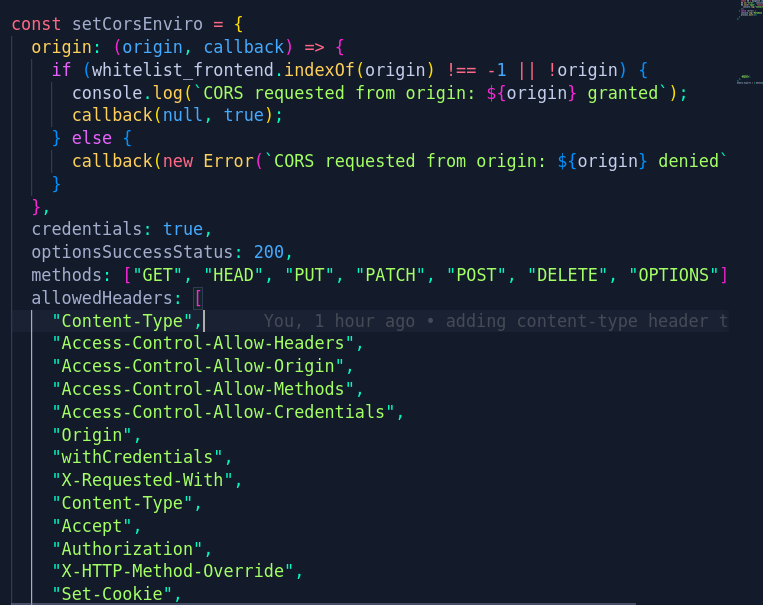 const setCorsEnviro = {
origin: (origin, callback) => {
if (whitelist_frontend.indexOf(origin) !== -1 || !origin) {
console.log(`CORS requested from origin: ${origin} granted`);
callback(null, true);
} else {
callback(new Error(`CORS requested from origin: ${origin} denied`
}
},
credentials: true,
optionsSuccessStatus: 200,
methods: ["GET", "HEAD", "PUT", "PATCH", "POST", "DELETE", "OPTIONS"]
allowedHeaders: [
"Content-Type", You, 1 hour ago • adding content-type header t
"Access-Control-Allow-Headers",
"Access-Control-Allow-Origin",
"Access-Control-Allow-Methods",
"Access-Control-Allow-Credentials",
"Origin",
"withCredentials",
"X-Requested-With",
"Content-Type",
"Accept",
"Authorization",
"X-HTTP-Method-Override",
"Set-Cookie",